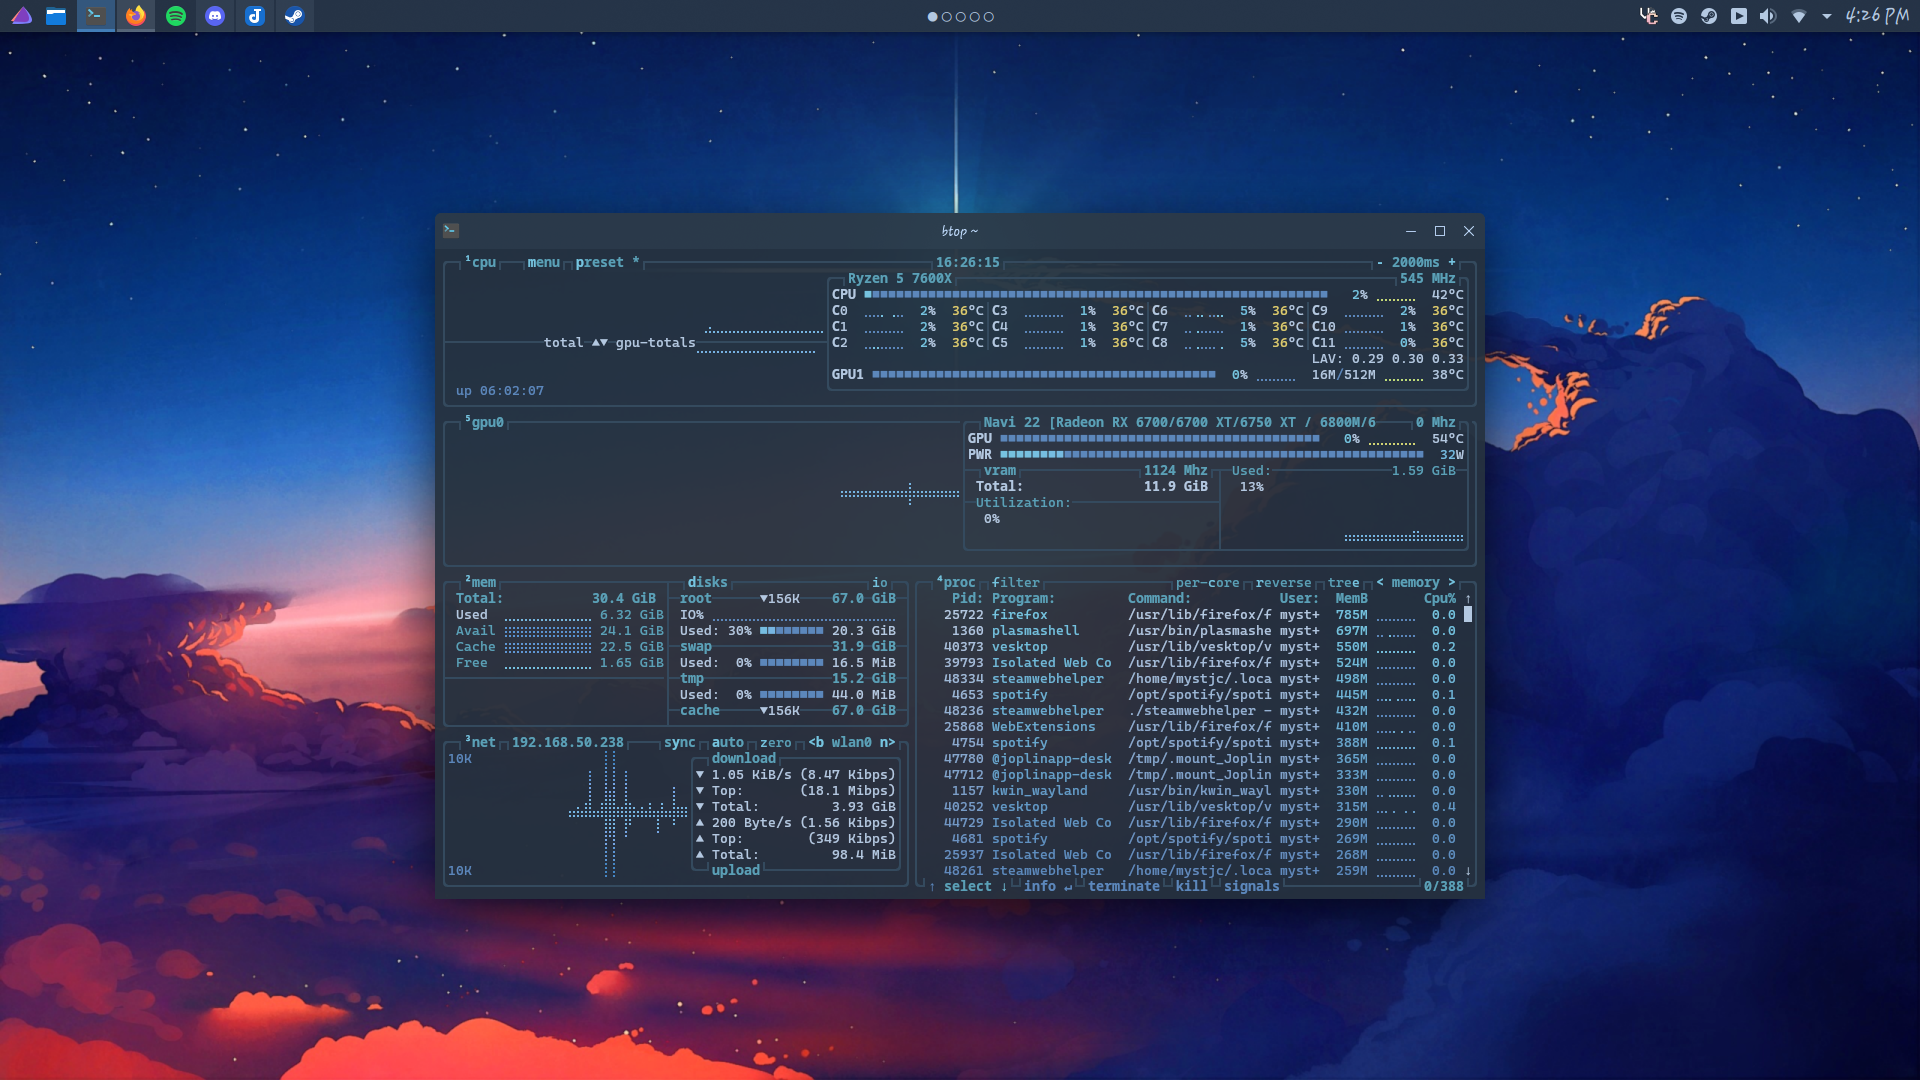 4:26 PM
btop ~
¹cpu menu preset * 16:26:15 - 2000ms +
Ryzen 5 7600X 545 MHz
CPU 2% 42°C
C0 2% 36°C C3 1% 36°C C6 5% 36°C C9 2% 36°C
C1 2% 36°C C4 1% 36°C C7 1% 36°C C10 1% 36°C
total ▲▼ gpu-totals C2 2% 36°C C5 1% 36°C C8 5% 36°C C11 0% 36°C
LAV: 0.29 0.30 0.33
GPU1 0% 16M/512M 38°C
up 06:02:07
⁵gpu0 Navi 22 [Radeon RX 6700/6700 XT/6750 XT / 6800M/6 0 Mhz
GPU 0% 54°C
PWR 32W
vram 1124 Mhz Used: 1.59 GiB
Total: 11.9 GiB 13%
Utilization:
0%
²mem disks io
Total: 30.4 GiB root ▼156K 67.0 GiB
Used 6.32 GiB IO%
Avail 24.1 GiB Used: 30% 20.3 GiB
Cache 22.5 GiB swap 31.9 GiB
Free 1.65 GiB Used: 0% 16.5 MiB
tmp 15.2 GiB
Used: 0% 44.0 MiB
cache ▼156K 67.0 GiB
³net 192.168.50.238 sync auto zero <b wlan0 n>
10K download
▼ 1.05 KiB/s (8.47 Kibps)
▼ Top: (18.1 Mibps)
▼ Total: 3.93 GiB
▲ 200 Byte/s (1.56 Kibps)
▲ Top: (349 Kibps)
▲ Total: 98.4 MiB
10K upload
⁴proc filter per-core reverse tree < memory >
Pid: Program: Command: User: MemB Cpu% ↑
25722 firefox /usr/lib/firefox/f myst+ 785M 0.0
1360 plasmashell /usr/bin/plasmashe myst+ 697M 0.0
40373 vesktop /usr/lib/vesktop/v myst+ 550M 0.2
39793 Isolated Web Co /usr/lib/firefox/f myst+ 524M 0.0
48334 steamwebhelper /home/mystjc/.loca myst+ 498M 0.0
4653 spotify /opt/spotify/spoti myst+ 445M 0.1
48236 steamwebhelper ./steamwebhelper - myst+ 432M 0.0
25868 WebExtensions /usr/lib/firefox/f myst+ 410M 0.0
4754 spotify /opt/spotify/spoti myst+ 388M 0.1
47780 @joplinapp-desk /tmp/.mount_Joplin myst+ 365M 0.0
47712 @joplinapp-desk /tmp/.mount_Joplin myst+ 333M 0.0
1157 kwin_wayland /usr/bin/kwin_wayl myst+ 330M 0.0
40252 vesktop /usr/lib/vesktop/v myst+ 315M 0.4
44729 Isolated Web Co /usr/lib/firefox/f myst+ 290M 0.0
4681 spotify /opt/spotify/spoti myst+ 269M 0.0
25937 Isolated Web Co /usr/lib/firefox/f myst+ 268M 0.0
48261 steamwebhelper /home/mystjc/.loca myst+ 259M 0.0 ↓
↑ select ↓ info ↵ terminate kill signals 0/388